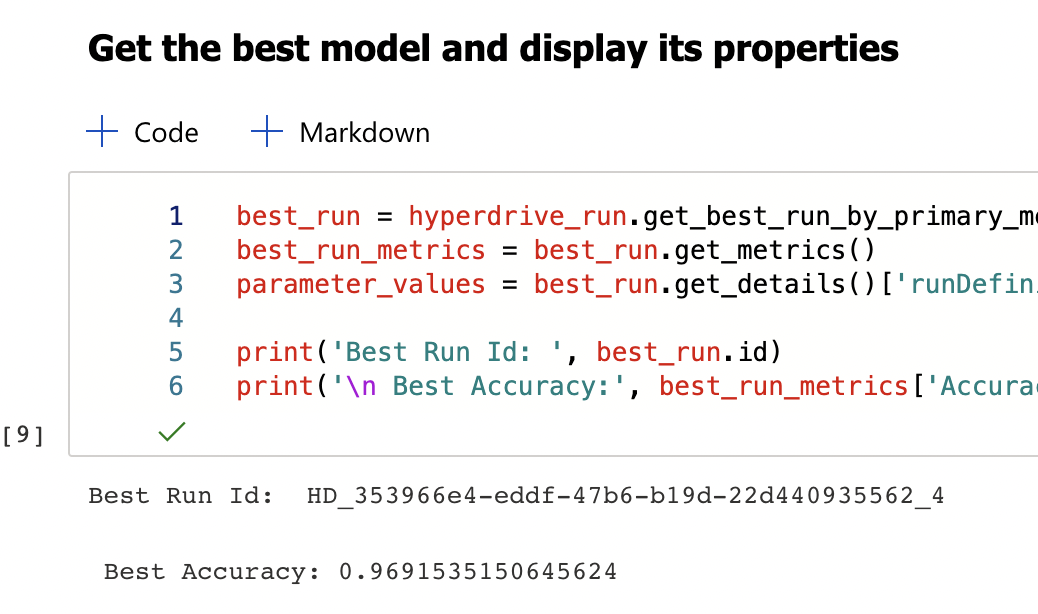 Get the best model and display its properties
+ Code + Markdown
1 best_run = hyperdrive_run.get_best_run_by_primary_m
2 best_run_metrics = best_run.get_metrics()
3 parameter_values = best_run.get_details()['runDefin
4
5 print('Best Run Id: ', best_run.id)
6 print('\n Best Accuracy:', best_run_metrics['Accura
[9]
Best Run Id: HD_353966e4-eddf-47b6-b19d-22d440935562_4
Best Accuracy: 0.9691535150645624